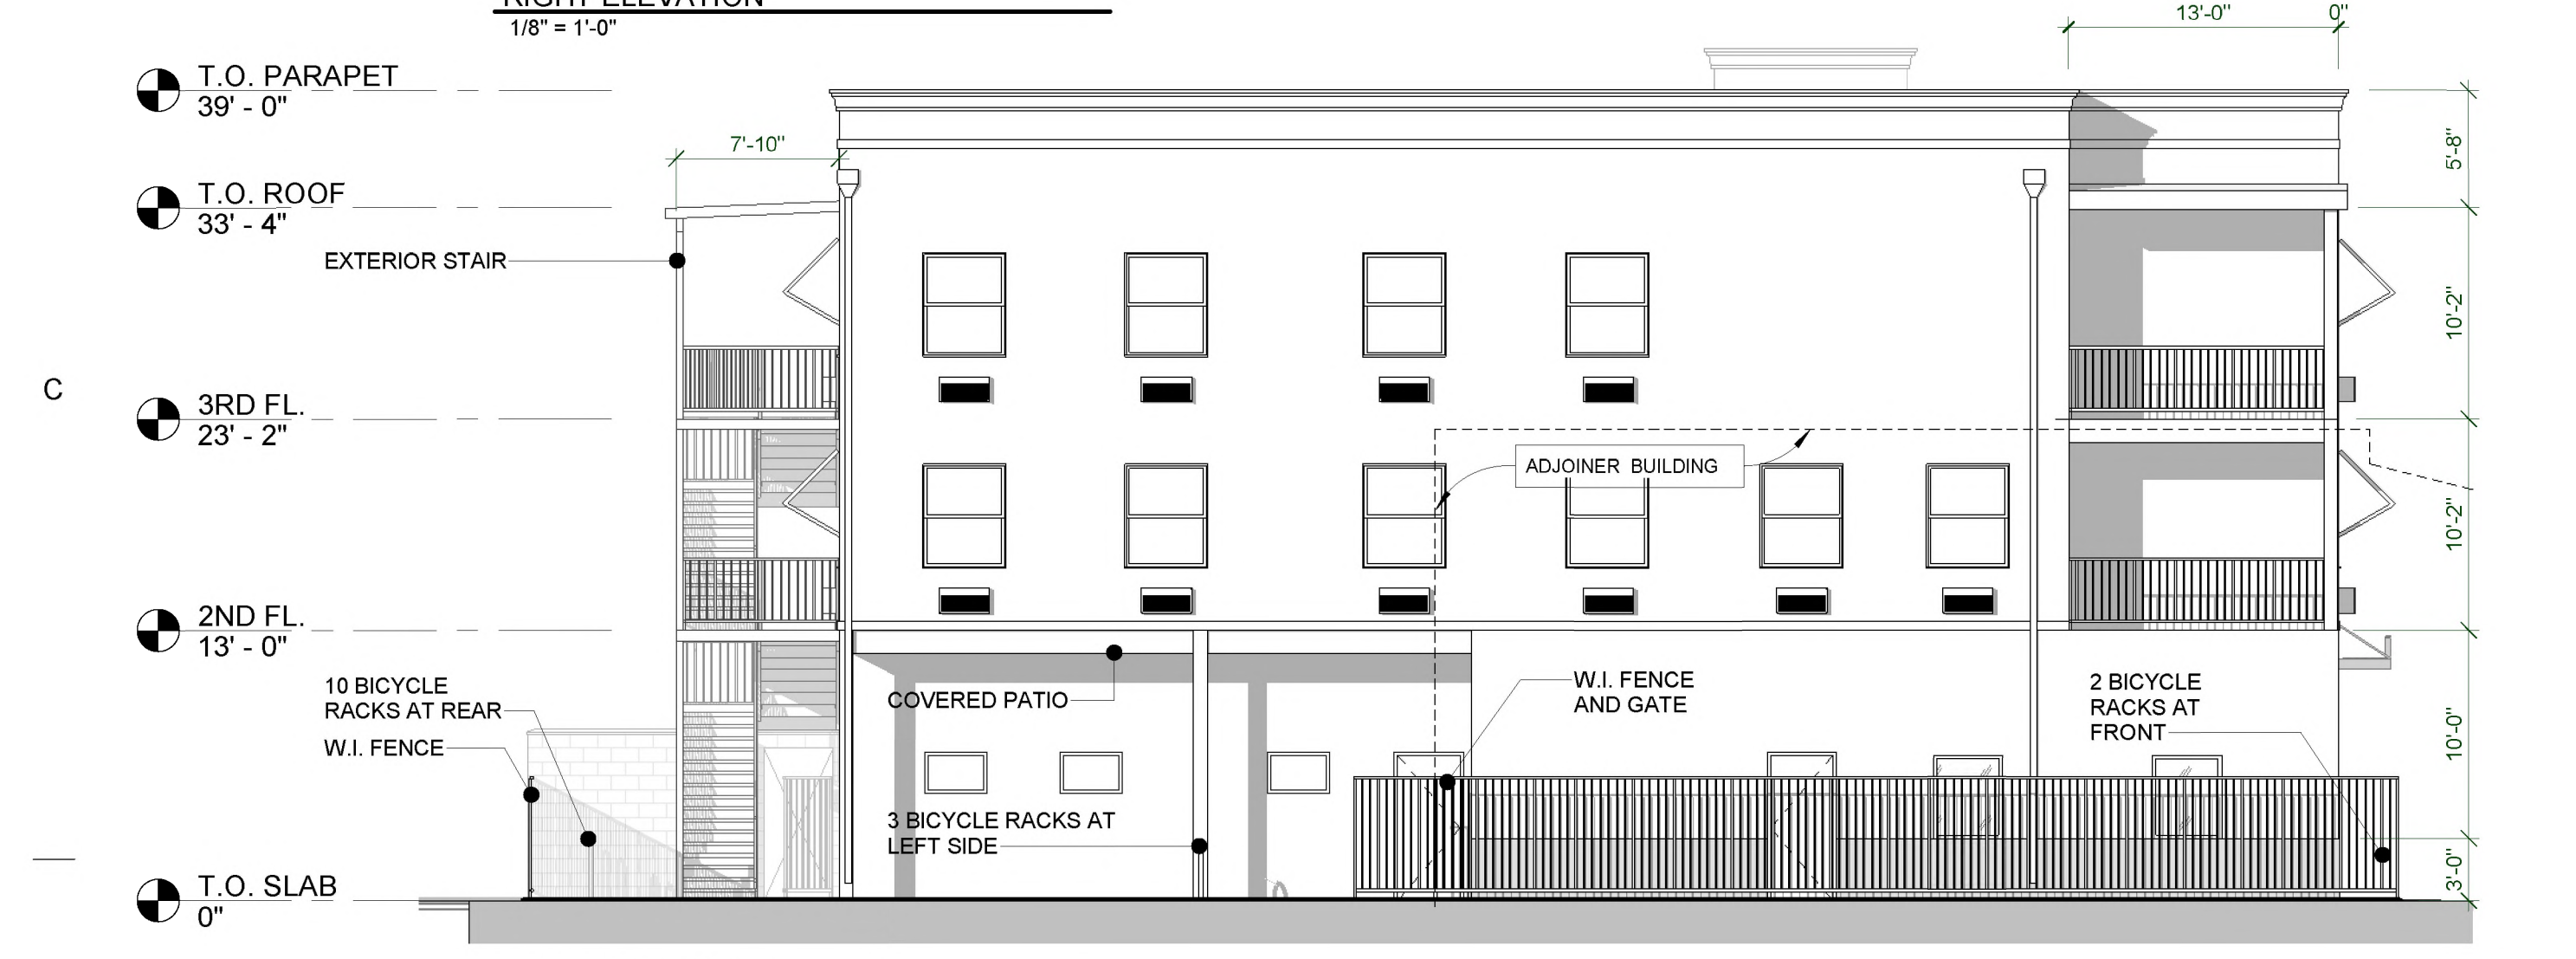 RIGHT ELEVATION
1/8" = 1'-0"
13'-0"
0"
T.O. PARAPET
39' - 0"
7'-10"
5'-8"
T.O. ROOF
33' - 4"
EXTERIOR STAIR
10'-2"
C
3RD FL.
23' - 2"
ADJOINER BUILDING
10'-2"
2ND FL.
13' - 0"
10 BICYCLE
RACKS AT REAR
W.I. FENCE
COVERED PATIO
W.I. FENCE
AND GATE
2 BICYCLE
RACKS AT
FRONT
10'-0"
3 BICYCLE RACKS AT
LEFT SIDE
3'-0"
T.O. SLAB
0"